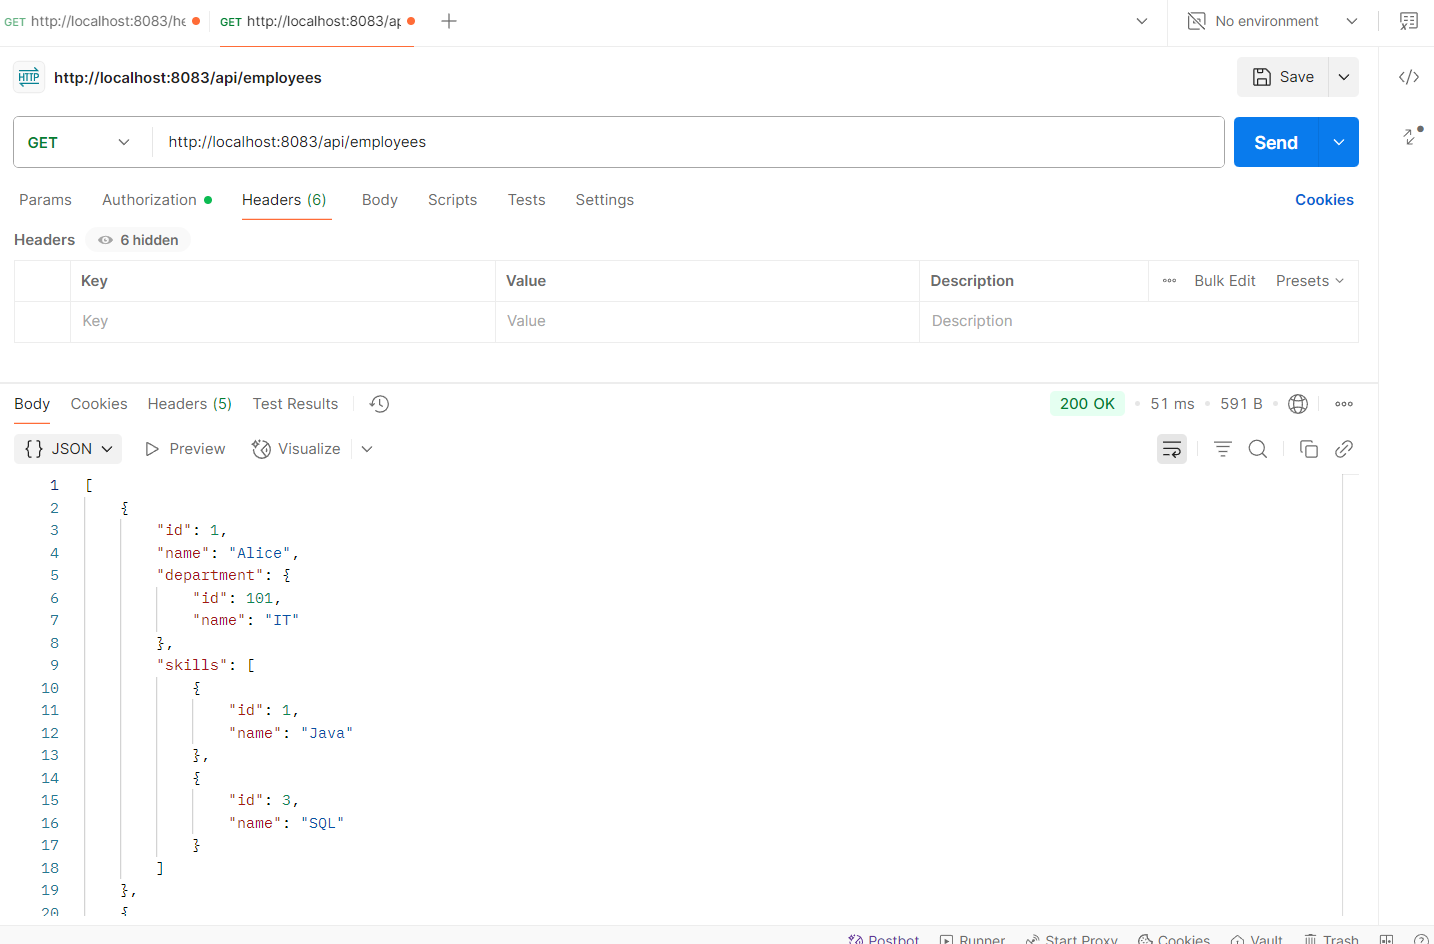 GET http://localhost:8083/he
GET http://localhost:8083/ap
No environment
HTTP http://localhost:8083/api/employees
Save
GET
http://localhost:8083/api/employees
Send
Params Authorization Headers (6) Body Scripts Tests Settings Cookies
Headers 6 hidden
Key Value Description Bulk Edit Presets
Key Value Description
Body Cookies Headers (5) Test Results 200 OK 51 ms 591 B
{} JSON Preview Visualize
1 [
2 {
3 "id": 1,
4 "name": "Alice",
5 "department": {
6 "id": 101,
7 "name": "IT"
8 },
9 "skills": [
10 {
11 "id": 1,
12 "name": "Java"
13 },
14 {
15 "id": 3,
16 "name": "SQL"
17 }
18 ]
19 },
20 {
Postbot Runner Start Proxy Cookies Vault Trash